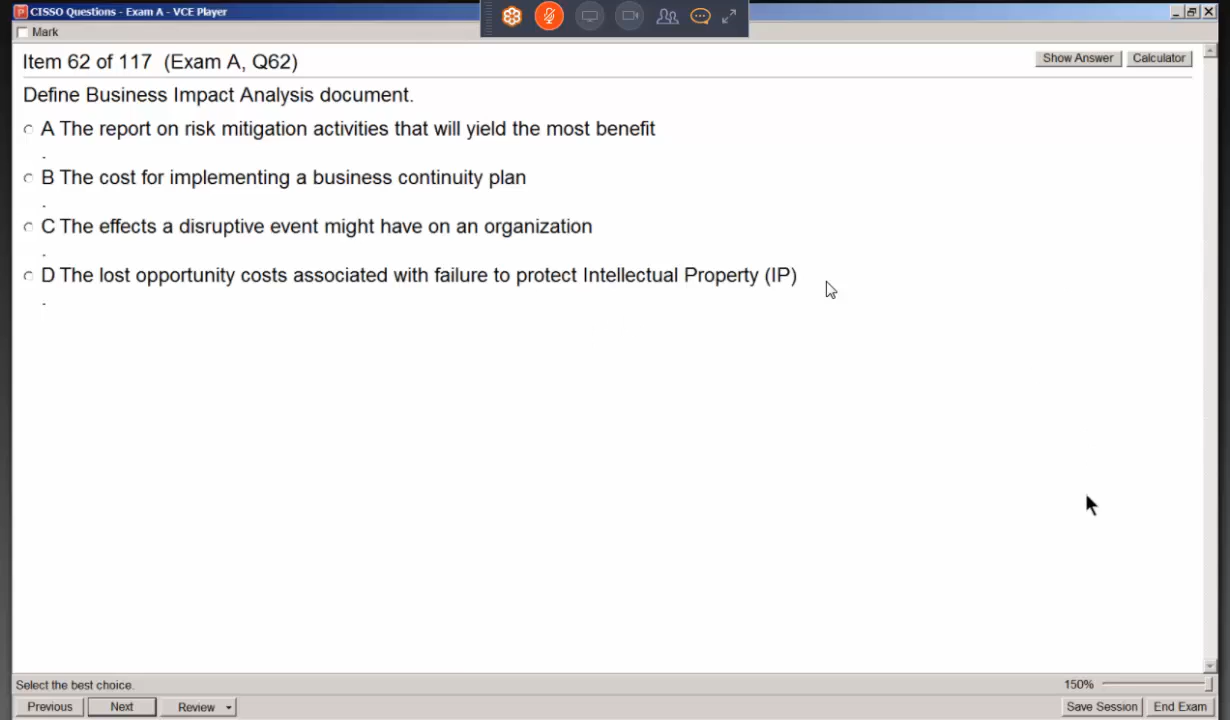 CISSO Questions - Exam A - VCE Player
Mark
Item 62 of 117 (Exam A, Q62)
Show Answer
Calculator
Define Business Impact Analysis document.
A The report on risk mitigation activities that will yield the most benefit
.
B The cost for implementing a business continuity plan
.
C The effects a disruptive event might have on an organization
.
D The lost opportunity costs associated with failure to protect Intellectual Property (IP)
.
Select the best choice.
150%
Previous
Next
Review
Save Session
End Exam